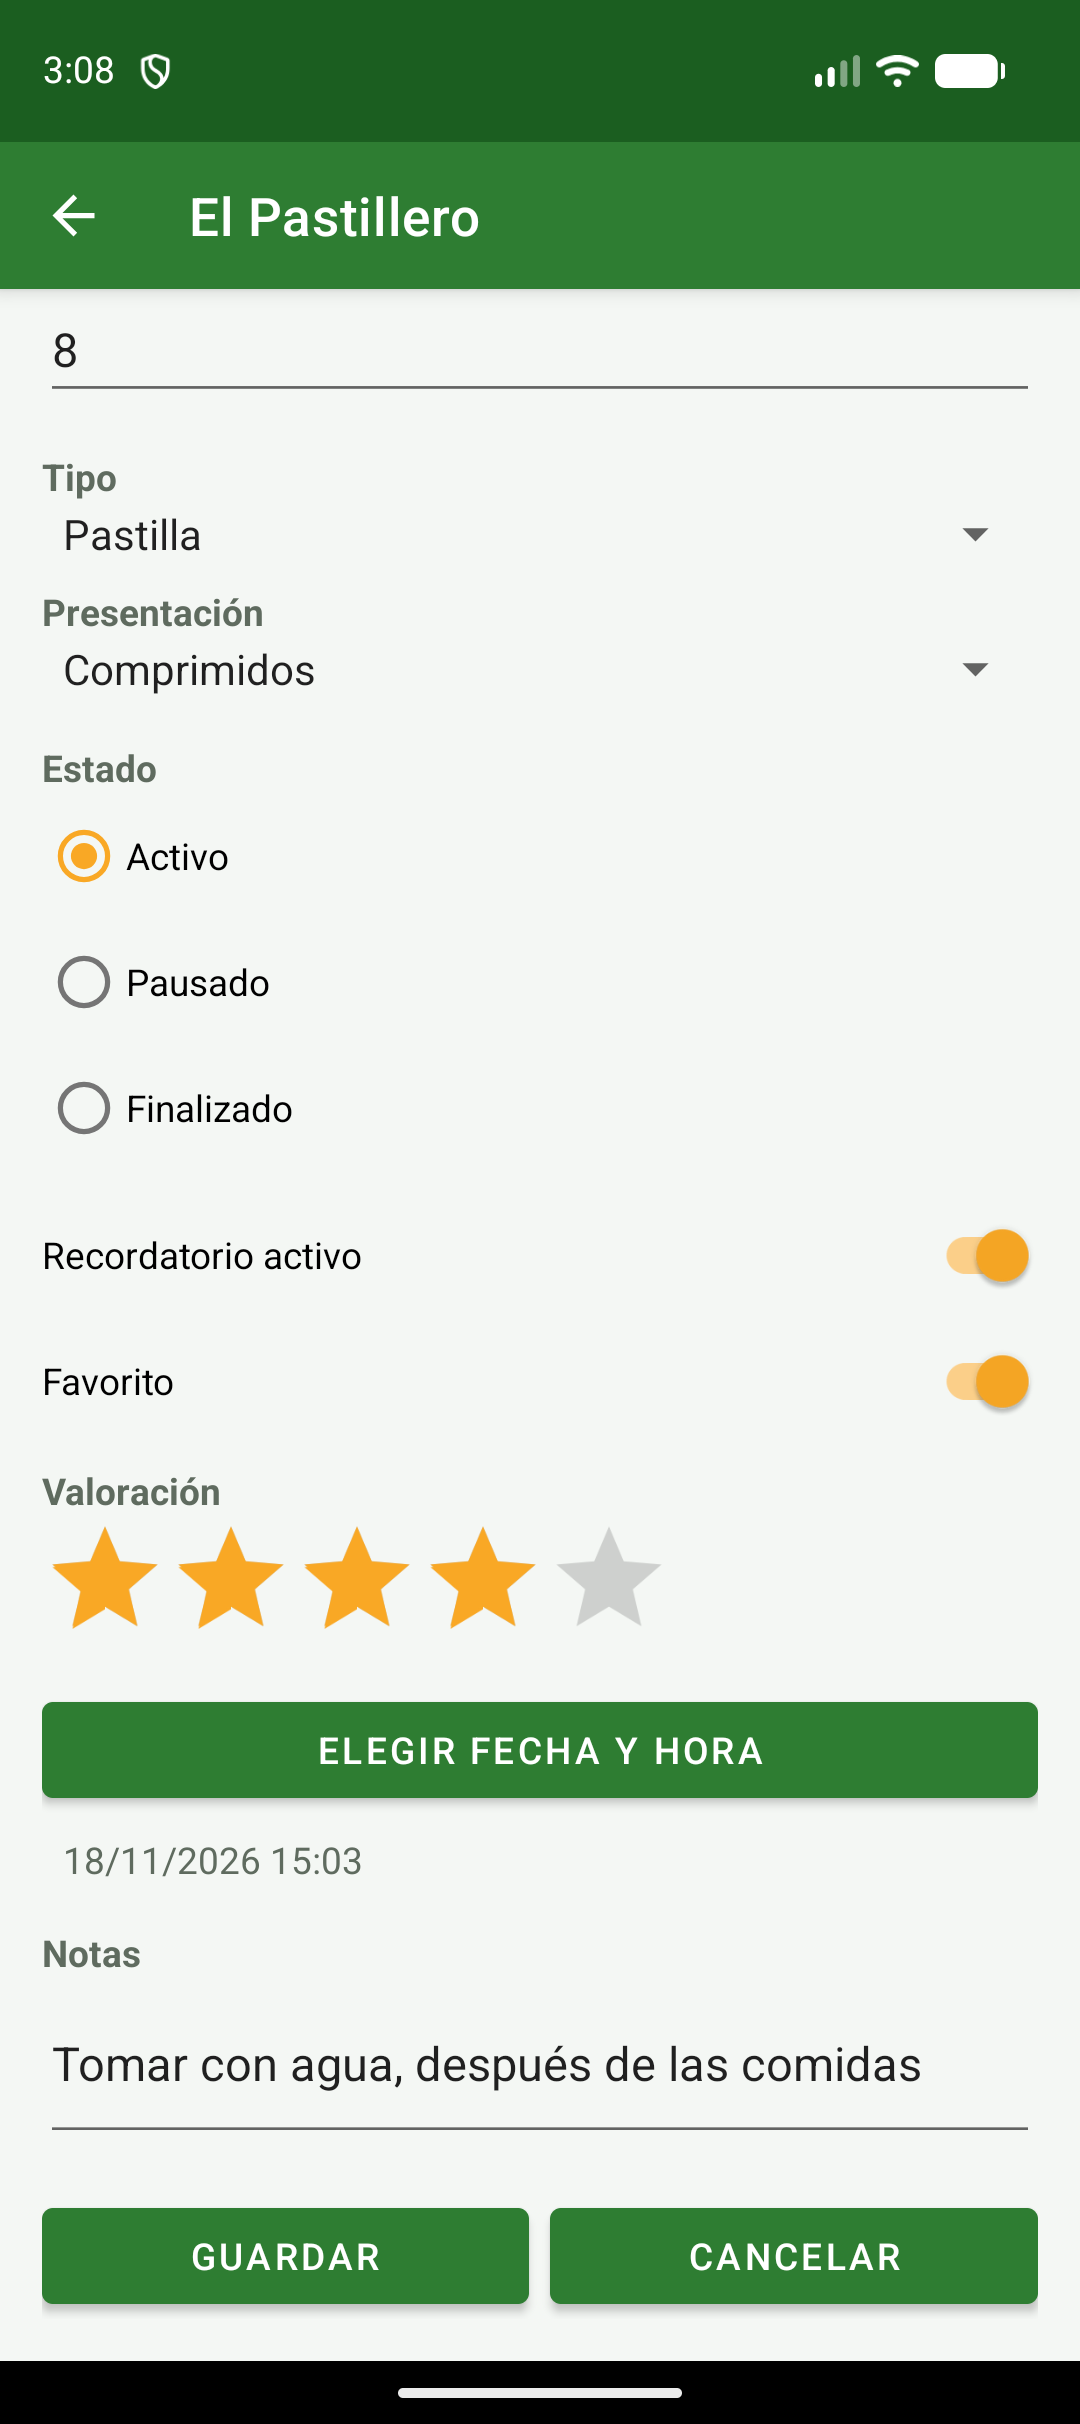 3:08
El Pastillero
8
Tipo
Pastilla
Presentación
Comprimidos
Estado
Activo
Pausado
Finalizado
Recordatorio activo
Favorito
Valoración
ELEGIR FECHA Y HORA
18/11/2026 15:03
Notas
Tomar con agua, después de las comidas
GUARDAR CANCELAR